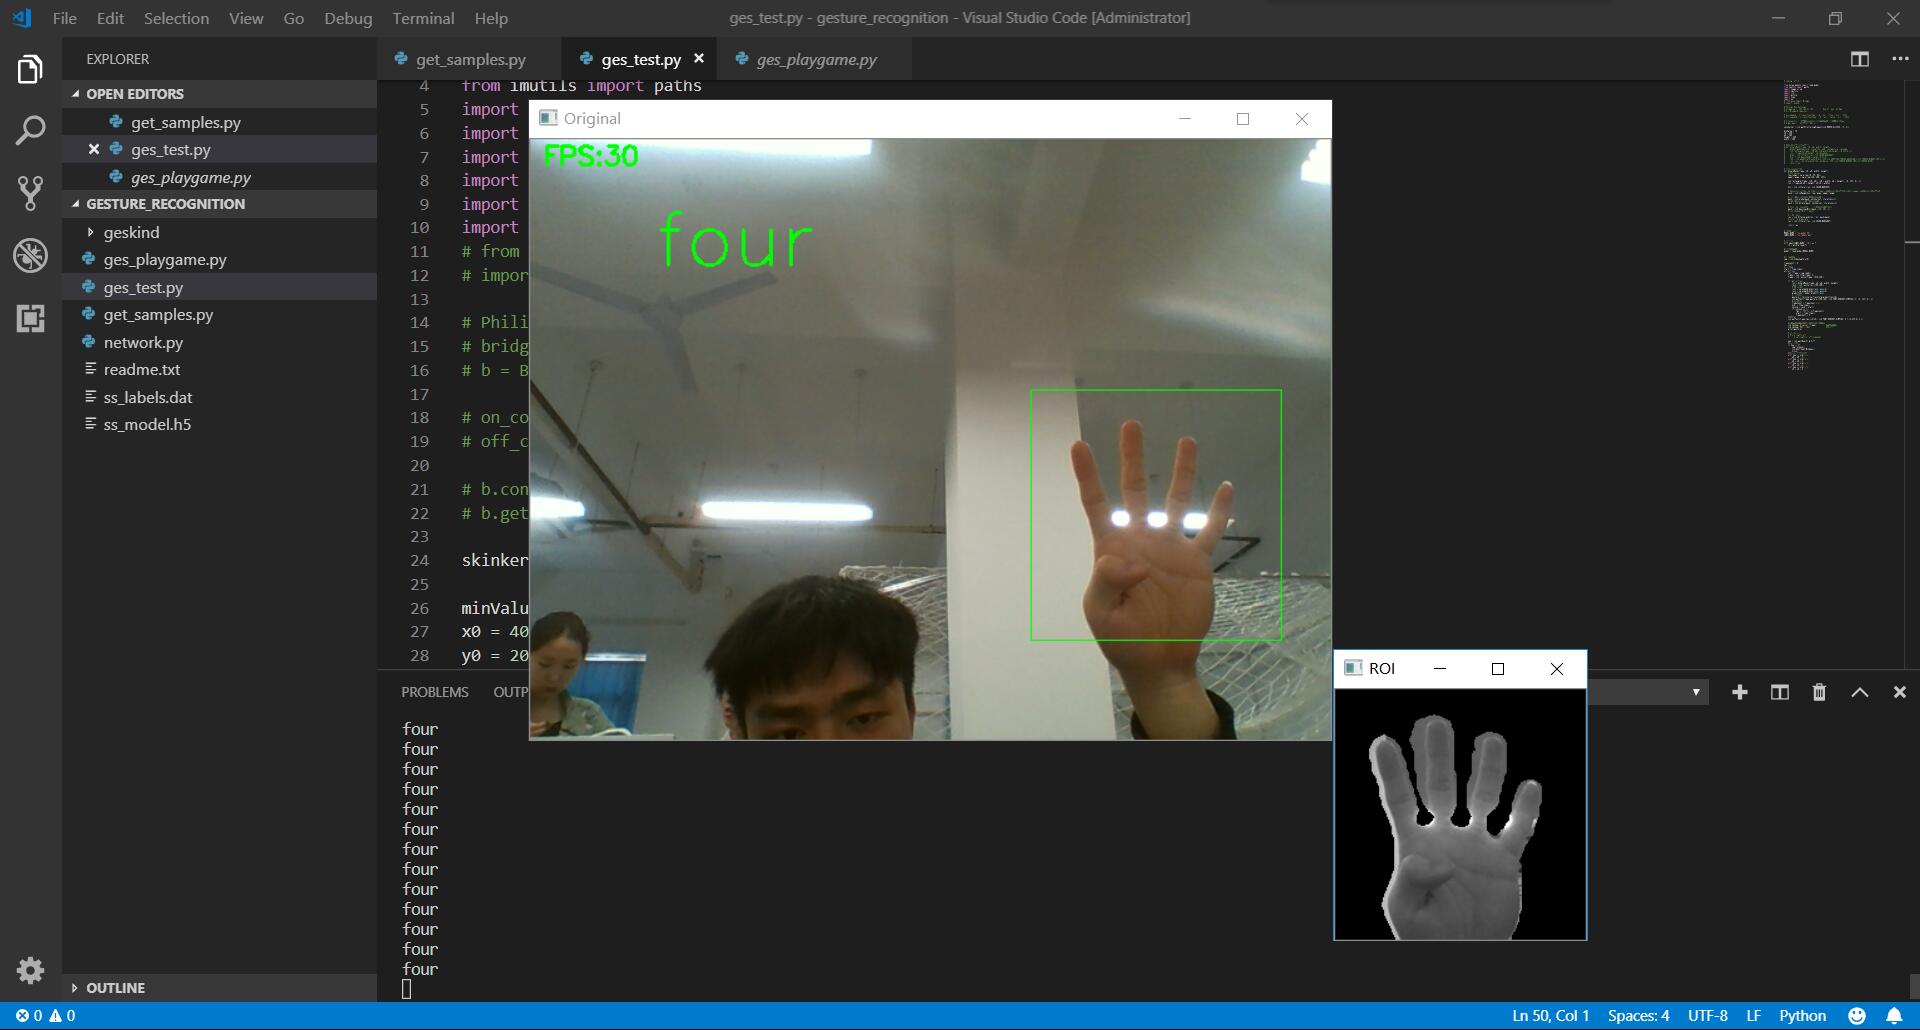 File Edit Selection View Go Debug Terminal Help
ges_test.py - gesture_recognition - Visual Studio Code [Administrator]
EXPLORER
OPEN EDITORS
get_samples.py
ges_test.py
ges_playgame.py
GESTURE_RECOGNITION
geskind
ges_playgame.py
ges_test.py
get_samples.py
network.py
readme.txt
ss_labels.dat
ss_model.h5
OUTLINE
get_samples.py ges_test.py ges_playgame.py
4 from imutils import paths
5 import
6 import
7 import
8 import
9 import
10 import
11 # from
12 # impor
13
14 # Phili
15 # bridg
16 # b = B
17
18 # on_co
19 # off_c
20
21 # b.con
22 # b.get
23
24 skinker
25
26 minValu
27 x0 = 40
28 y0 = 20
Original
FPS:30
four
ROI
PROBLEMS OUTP
four
four
four
four
four
four
four
four
four
four
four
four
four
0 0
Ln 50, Col 1 Spaces: 4 UTF-8 LF Python